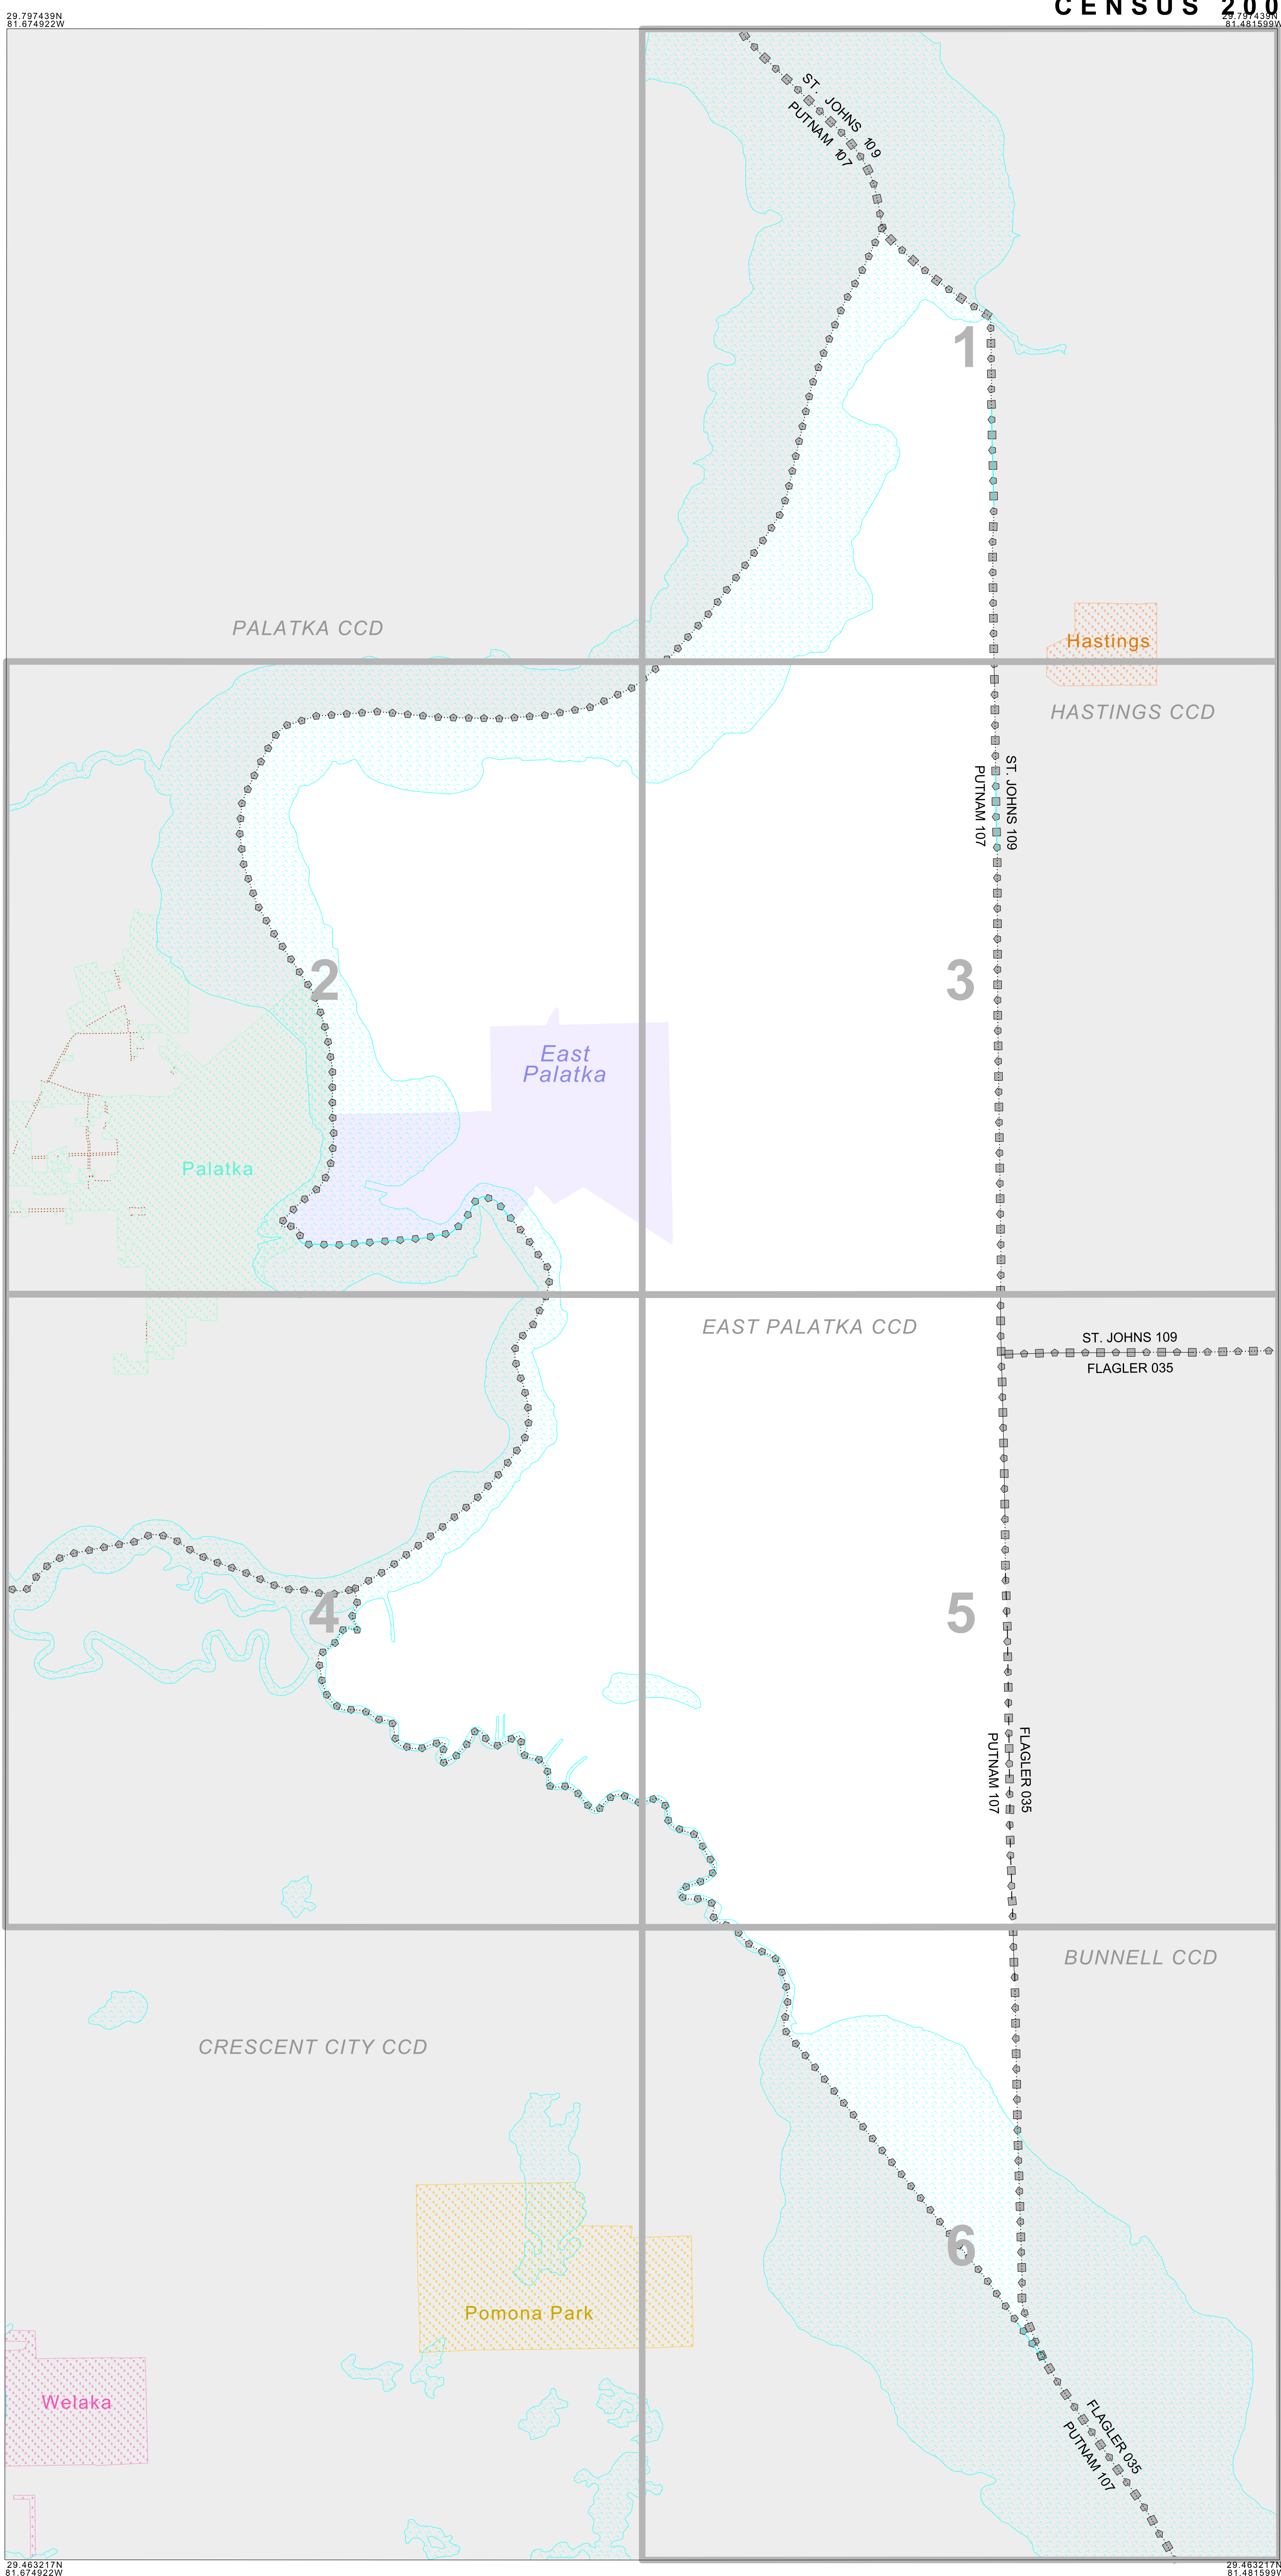 CENSUS 200
29.797439N
81.674922W
29.797439N
81.481599W
ST. JOHNS 109
PUTNAM 107
1
PALATKA CCD
Hastings
HASTINGS CCD
ST. JOHNS 109
PUTNAM 107
2
3
East
Palatka
Palatka
EAST PALATKA CCD
ST. JOHNS 109
FLAGLER 035
4
5
FLAGLER 035
PUTNAM 107
BUNNELL CCD
CRESCENT CITY CCD
6
Pomona Park
Welaka
FLAGLER 035
PUTNAM 107
29.463217N
81.674922W
29.463217N
81.481599W